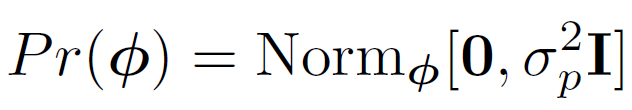 Pr(𝝓) = Norm_𝝓[𝟎, σ_p^2 𝐈]